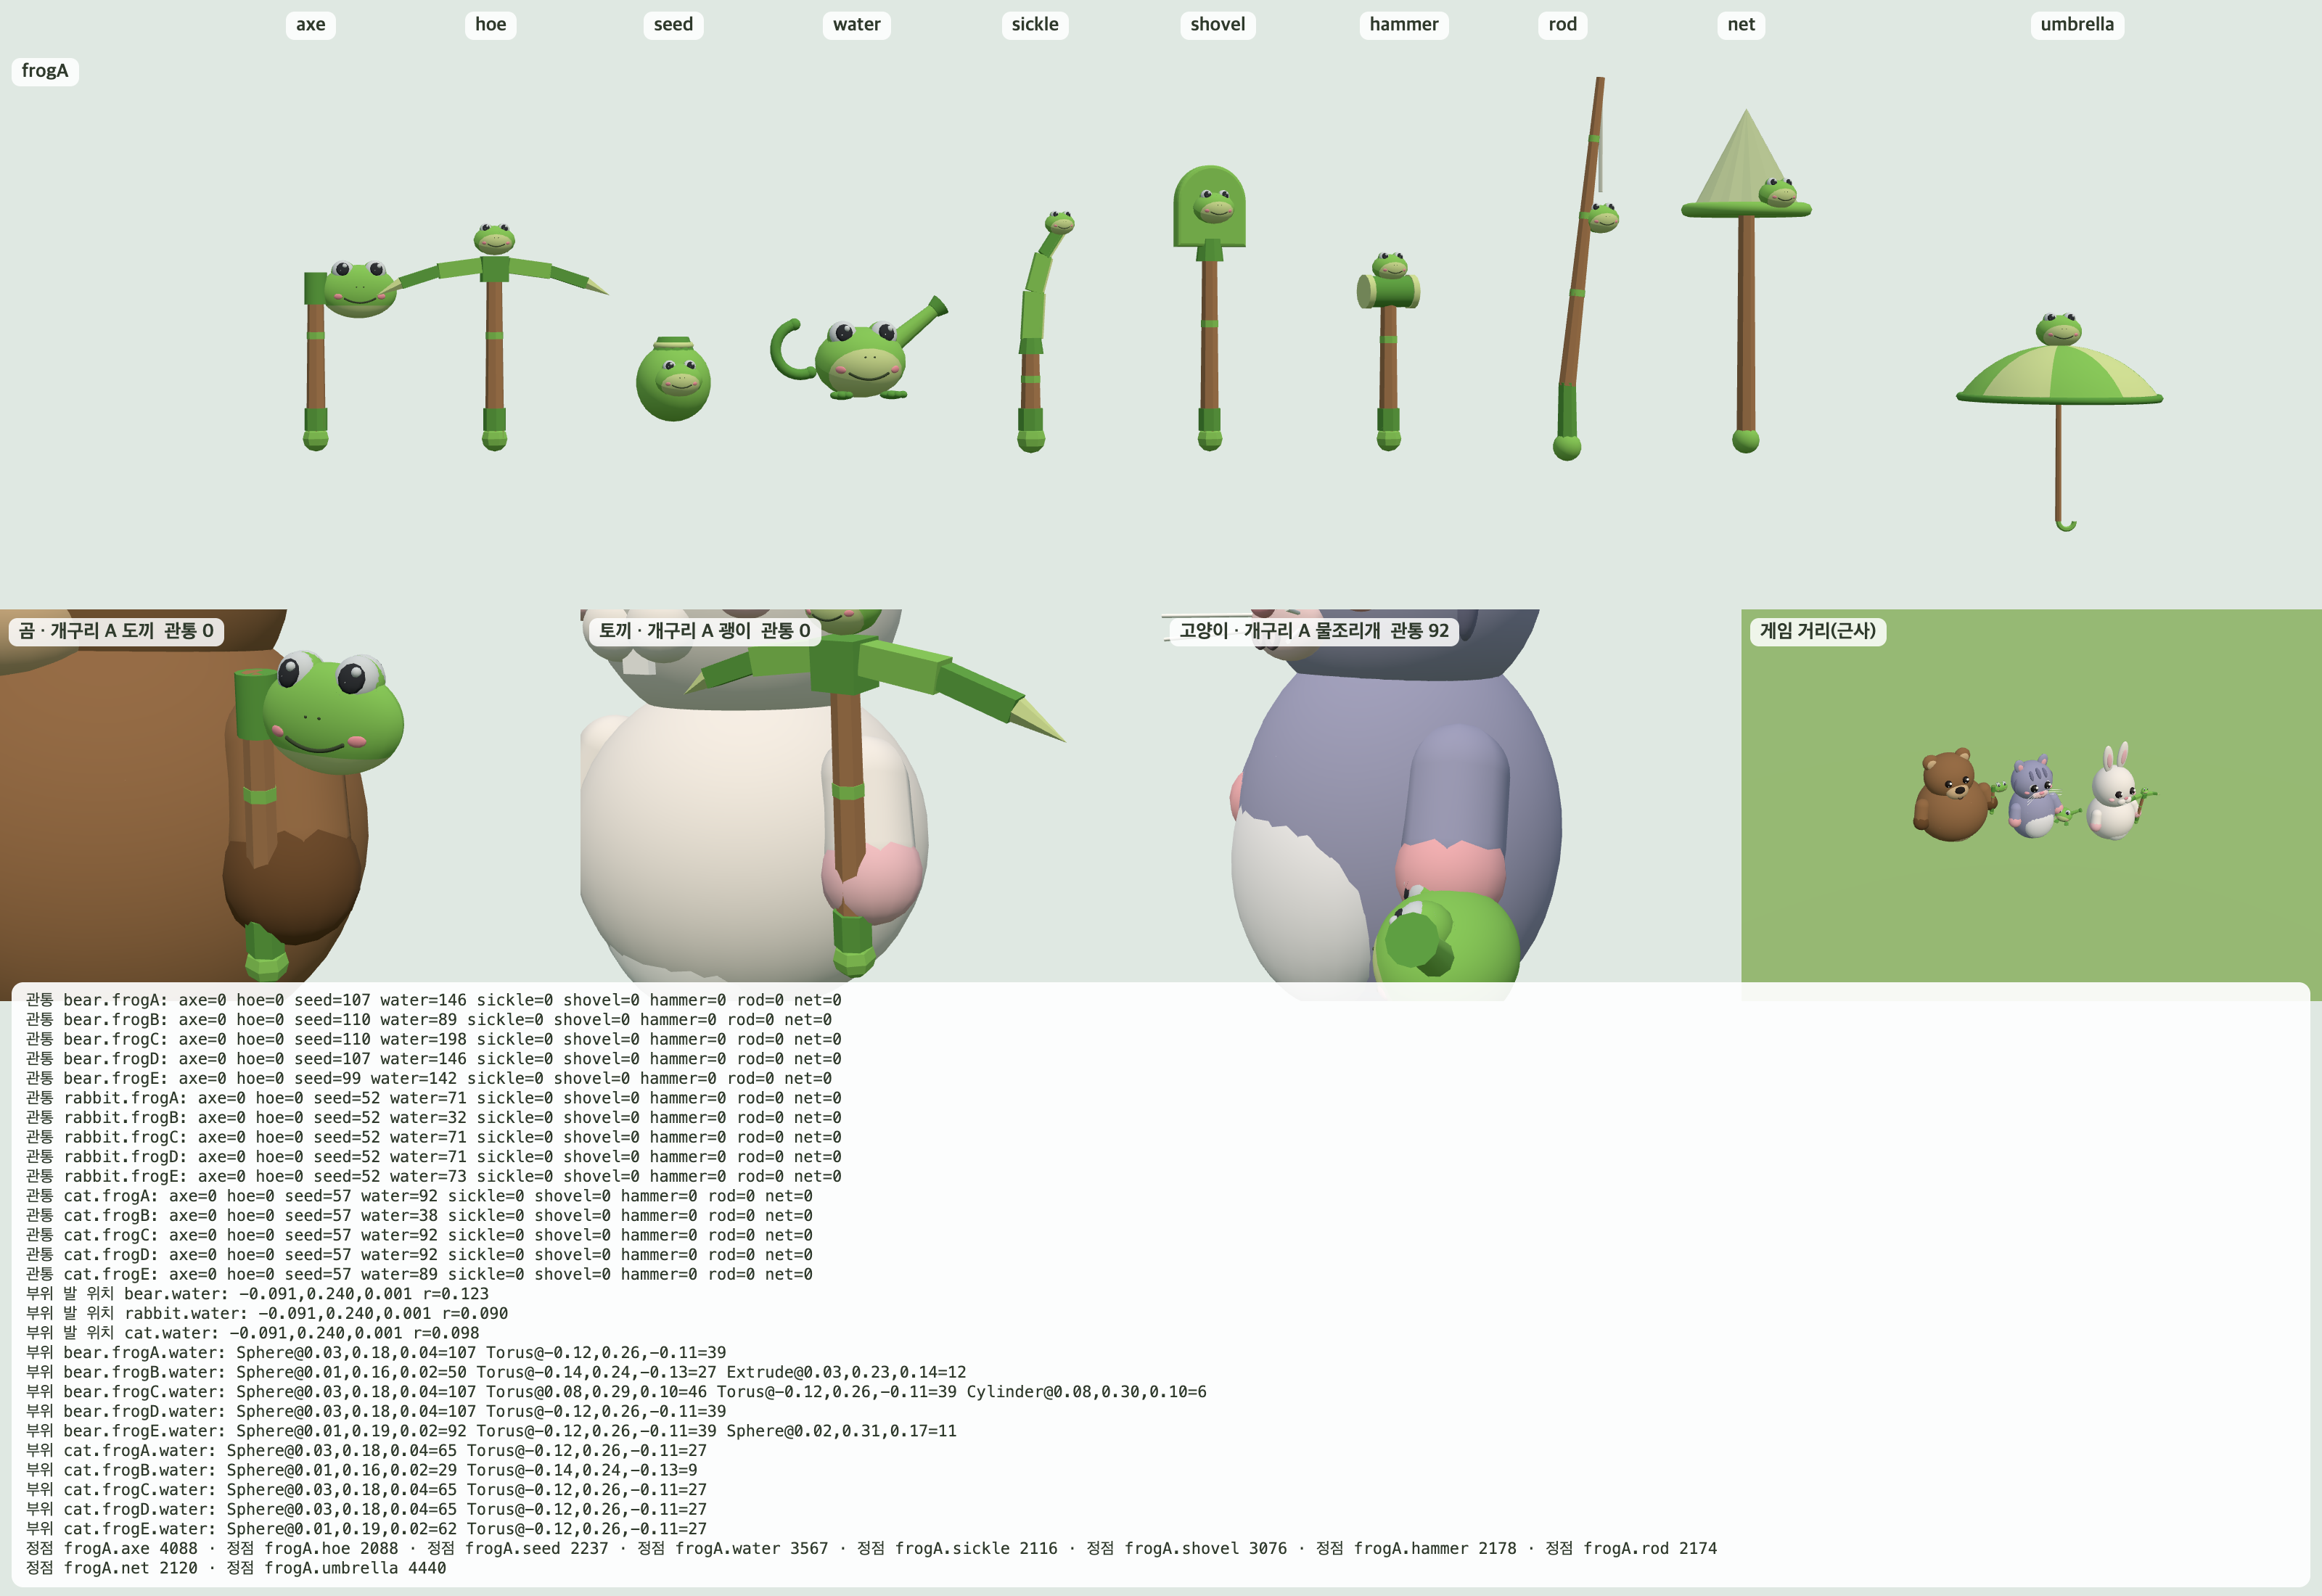 axe hoe seed water sickle shovel hammer rod net umbrella
frogA
곰 · 개구리 A 도끼 관통 0
토끼 · 개구리 A 괭이 관통 0
고양이 · 개구리 A 물조리개 관통 92
게임 거리(근사)
관통 bear.frogA: axe=0 hoe=0 seed=107 water=146 sickle=0 shovel=0 hammer=0 rod=0 net=0
관통 bear.frogB: axe=0 hoe=0 seed=110 water=89 sickle=0 shovel=0 hammer=0 rod=0 net=0
관통 bear.frogC: axe=0 hoe=0 seed=110 water=198 sickle=0 shovel=0 hammer=0 rod=0 net=0
관통 bear.frogD: axe=0 hoe=0 seed=107 water=146 sickle=0 shovel=0 hammer=0 rod=0 net=0
관통 bear.frogE: axe=0 hoe=0 seed=99 water=142 sickle=0 shovel=0 hammer=0 rod=0 net=0
관통 rabbit.frogA: axe=0 hoe=0 seed=52 water=71 sickle=0 shovel=0 hammer=0 rod=0 net=0
관통 rabbit.frogB: axe=0 hoe=0 seed=52 water=32 sickle=0 shovel=0 hammer=0 rod=0 net=0
관통 rabbit.frogC: axe=0 hoe=0 seed=52 water=71 sickle=0 shovel=0 hammer=0 rod=0 net=0
관통 rabbit.frogD: axe=0 hoe=0 seed=52 water=71 sickle=0 shovel=0 hammer=0 rod=0 net=0
관통 rabbit.frogE: axe=0 hoe=0 seed=52 water=73 sickle=0 shovel=0 hammer=0 rod=0 net=0
관통 cat.frogA: axe=0 hoe=0 seed=57 water=92 sickle=0 shovel=0 hammer=0 rod=0 net=0
관통 cat.frogB: axe=0 hoe=0 seed=57 water=38 sickle=0 shovel=0 hammer=0 rod=0 net=0
관통 cat.frogC: axe=0 hoe=0 seed=57 water=92 sickle=0 shovel=0 hammer=0 rod=0 net=0
관통 cat.frogD: axe=0 hoe=0 seed=57 water=92 sickle=0 shovel=0 hammer=0 rod=0 net=0
관통 cat.frogE: axe=0 hoe=0 seed=57 water=89 sickle=0 shovel=0 hammer=0 rod=0 net=0
부위 발 위치 bear.water: -0.091,0.240,0.001 r=0.123
부위 발 위치 rabbit.water: -0.091,0.240,0.001 r=0.090
부위 발 위치 cat.water: -0.091,0.240,0.001 r=0.098
부위 bear.frogA.water: Sphere@0.03,0.18,0.04=107 Torus@-0.12,0.26,-0.11=39
부위 bear.frogB.water: Sphere@0.01,0.16,0.02=50 Torus@-0.14,0.24,-0.13=27 Extrude@0.03,0.23,0.14=12
부위 bear.frogC.water: Sphere@0.03,0.18,0.04=107 Torus@0.08,0.29,0.10=46 Torus@-0.12,0.26,-0.11=39 Cylinder@0.08,0.30,0.10=6
부위 bear.frogD.water: Sphere@0.03,0.18,0.04=107 Torus@-0.12,0.26,-0.11=39
부위 bear.frogE.water: Sphere@0.01,0.19,0.02=92 Torus@-0.12,0.26,-0.11=39 Sphere@0.02,0.31,0.17=11
부위 cat.frogA.water: Sphere@0.03,0.18,0.04=65 Torus@-0.12,0.26,-0.11=27
부위 cat.frogB.water: Sphere@0.01,0.16,0.02=29 Torus@-0.14,0.24,-0.13=9
부위 cat.frogC.water: Sphere@0.03,0.18,0.04=65 Torus@-0.12,0.26,-0.11=27
부위 cat.frogD.water: Sphere@0.03,0.18,0.04=65 Torus@-0.12,0.26,-0.11=27
부위 cat.frogE.water: Sphere@0.01,0.19,0.02=62 Torus@-0.12,0.26,-0.11=27
정점 frogA.axe 4088 · 정점 frogA.hoe 2088 · 정점 frogA.seed 2237 · 정점 frogA.water 3567 · 정점 frogA.sickle 2116 · 정점 frogA.shovel 3076 · 정점 frogA.hammer 2178 · 정점 frogA.rod 2174
정점 frogA.net 2120 · 정점 frogA.umbrella 4440